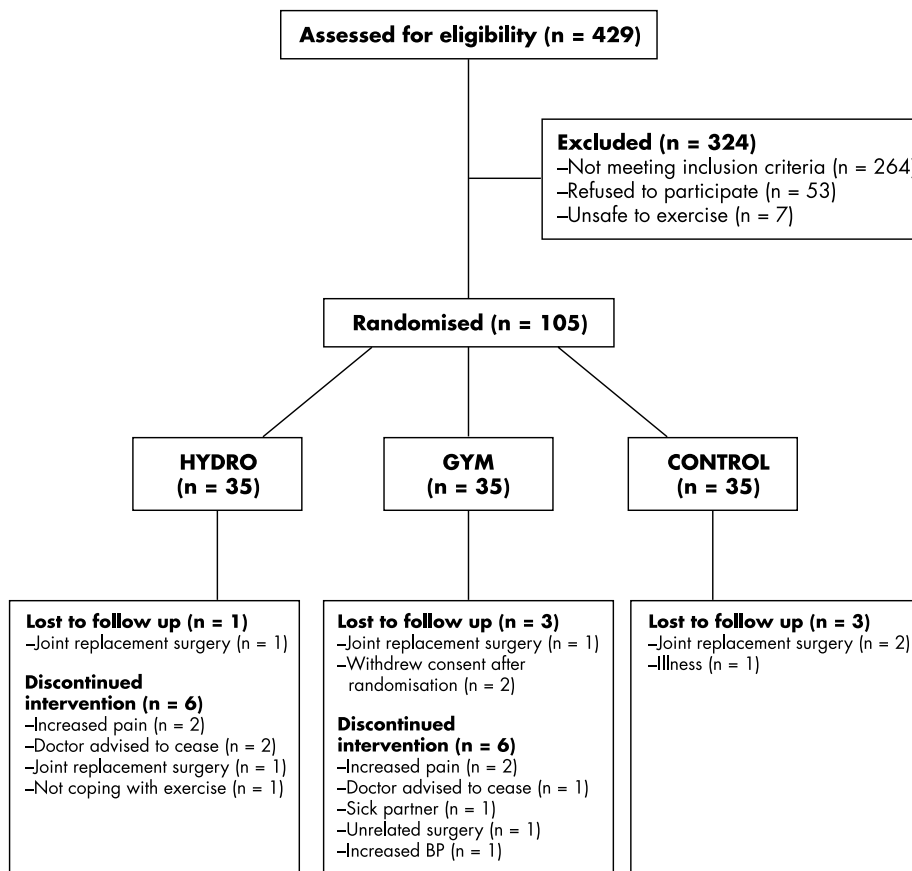 Assessed for eligibility (n = 429)
Excluded (n = 324)
–Not meeting inclusion criteria (n = 264)
–Refused to participate (n = 53)
–Unsafe to exercise (n = 7)
Randomised (n = 105)
HYDRO
(n = 35)
GYM
(n = 35)
CONTROL
(n = 35)
Lost to follow up (n = 1)
–Joint replacement surgery (n = 1)
Discontinued
intervention (n = 6)
–Increased pain (n = 2)
–Doctor advised to cease (n = 2)
–Joint replacement surgery (n = 1)
–Not coping with exercise (n = 1)
Lost to follow up (n = 3)
–Joint replacement surgery (n = 1)
–Withdrew consent after
randomisation (n = 2)
Discontinued
intervention (n = 6)
–Increased pain (n = 2)
–Doctor advised to cease (n = 1)
–Sick partner (n = 1)
–Unrelated surgery (n = 1)
–Increased BP (n = 1)
Lost to follow up (n = 3)
–Joint replacement surgery (n = 2)
–Illness (n = 1)